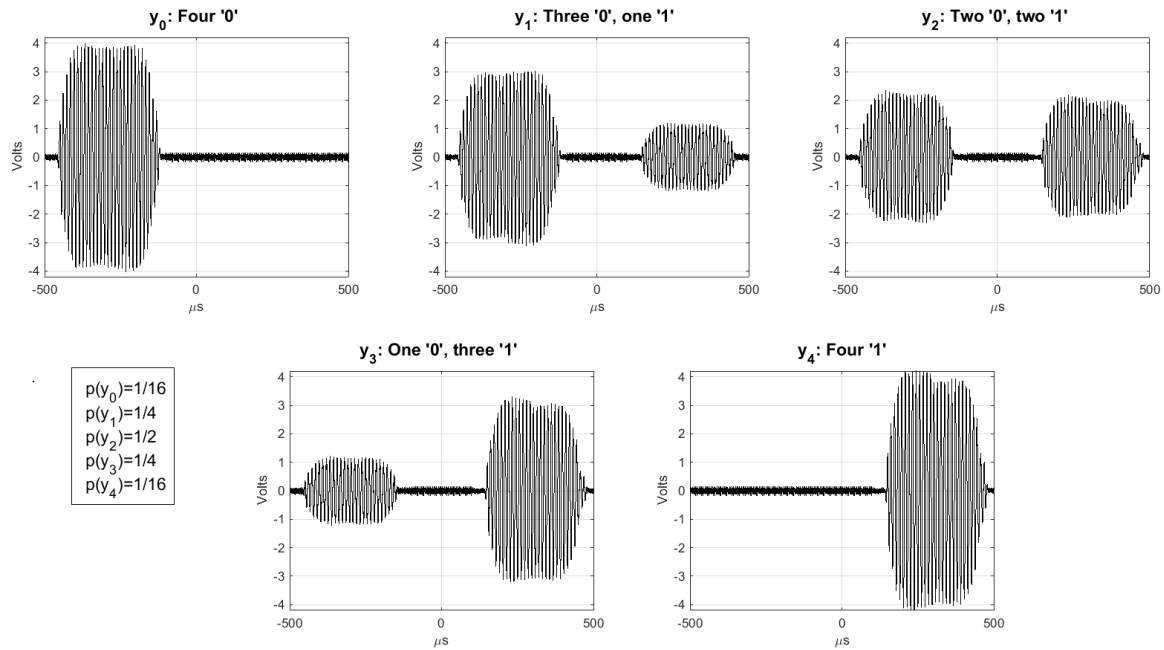 y0: Four '0'
4
3
2
1
0
-1
-2
-3
-4
Volts
-500 0 500
μs
y1: Three '0', one '1'
4
3
2
1
0
-1
-2
-3
-4
Volts
-500 0 500
μs
y2: Two '0', two '1'
4
3
2
1
0
-1
-2
-3
-4
Volts
-500 0 500
μs
p(y0)=1/16
p(y1)=1/4
p(y2)=1/2
p(y3)=1/4
p(y4)=1/16
y3: One '0', three '1'
4
3
2
1
0
-1
-2
-3
-4
Volts
-500 0 500
μs
y4: Four '1'
4
3
2
1
0
-1
-2
-3
-4
Volts
-500 0 500
μs